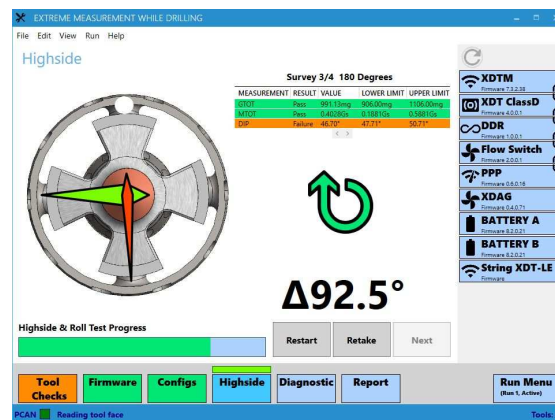 EXTREME MEASUREMENT WHILE DRILLING
File Edit View Run Help
Highside
Survey 3/4 180 Degrees
MEASUREMENT RESULT VALUE LOWER LIMIT UPPER LIMIT
GTOT Pass 991.13mg 906.00mg 1106.00mg
MTOT Pass 0.4028Gs 0.1881Gs 0.5881Gs
DIP Failure 46.70° 47.71° 50.71°
Δ92.5°
Highside & Roll Test Progress
Restart Retake Next
XDTM
Firmware 7.3.2.38
XDT ClassD
Firmware 4.0.0.1
DDR
Firmware 1.0.0.1
Flow Switch
Firmware 2.0.0.1
PPP
Firmware 0.6.0.16
XDAG
Firmware 0.4.0.71
BATTERY A
Firmware 8.2.0.21
BATTERY B
Firmware 8.2.0.21
String XDT-LE
Firmware
Tool Checks
Firmware
Configs
Highside
Diagnostic
Report
Run Menu
(Run 1, Active)
PCAN Reading tool face
Tools: